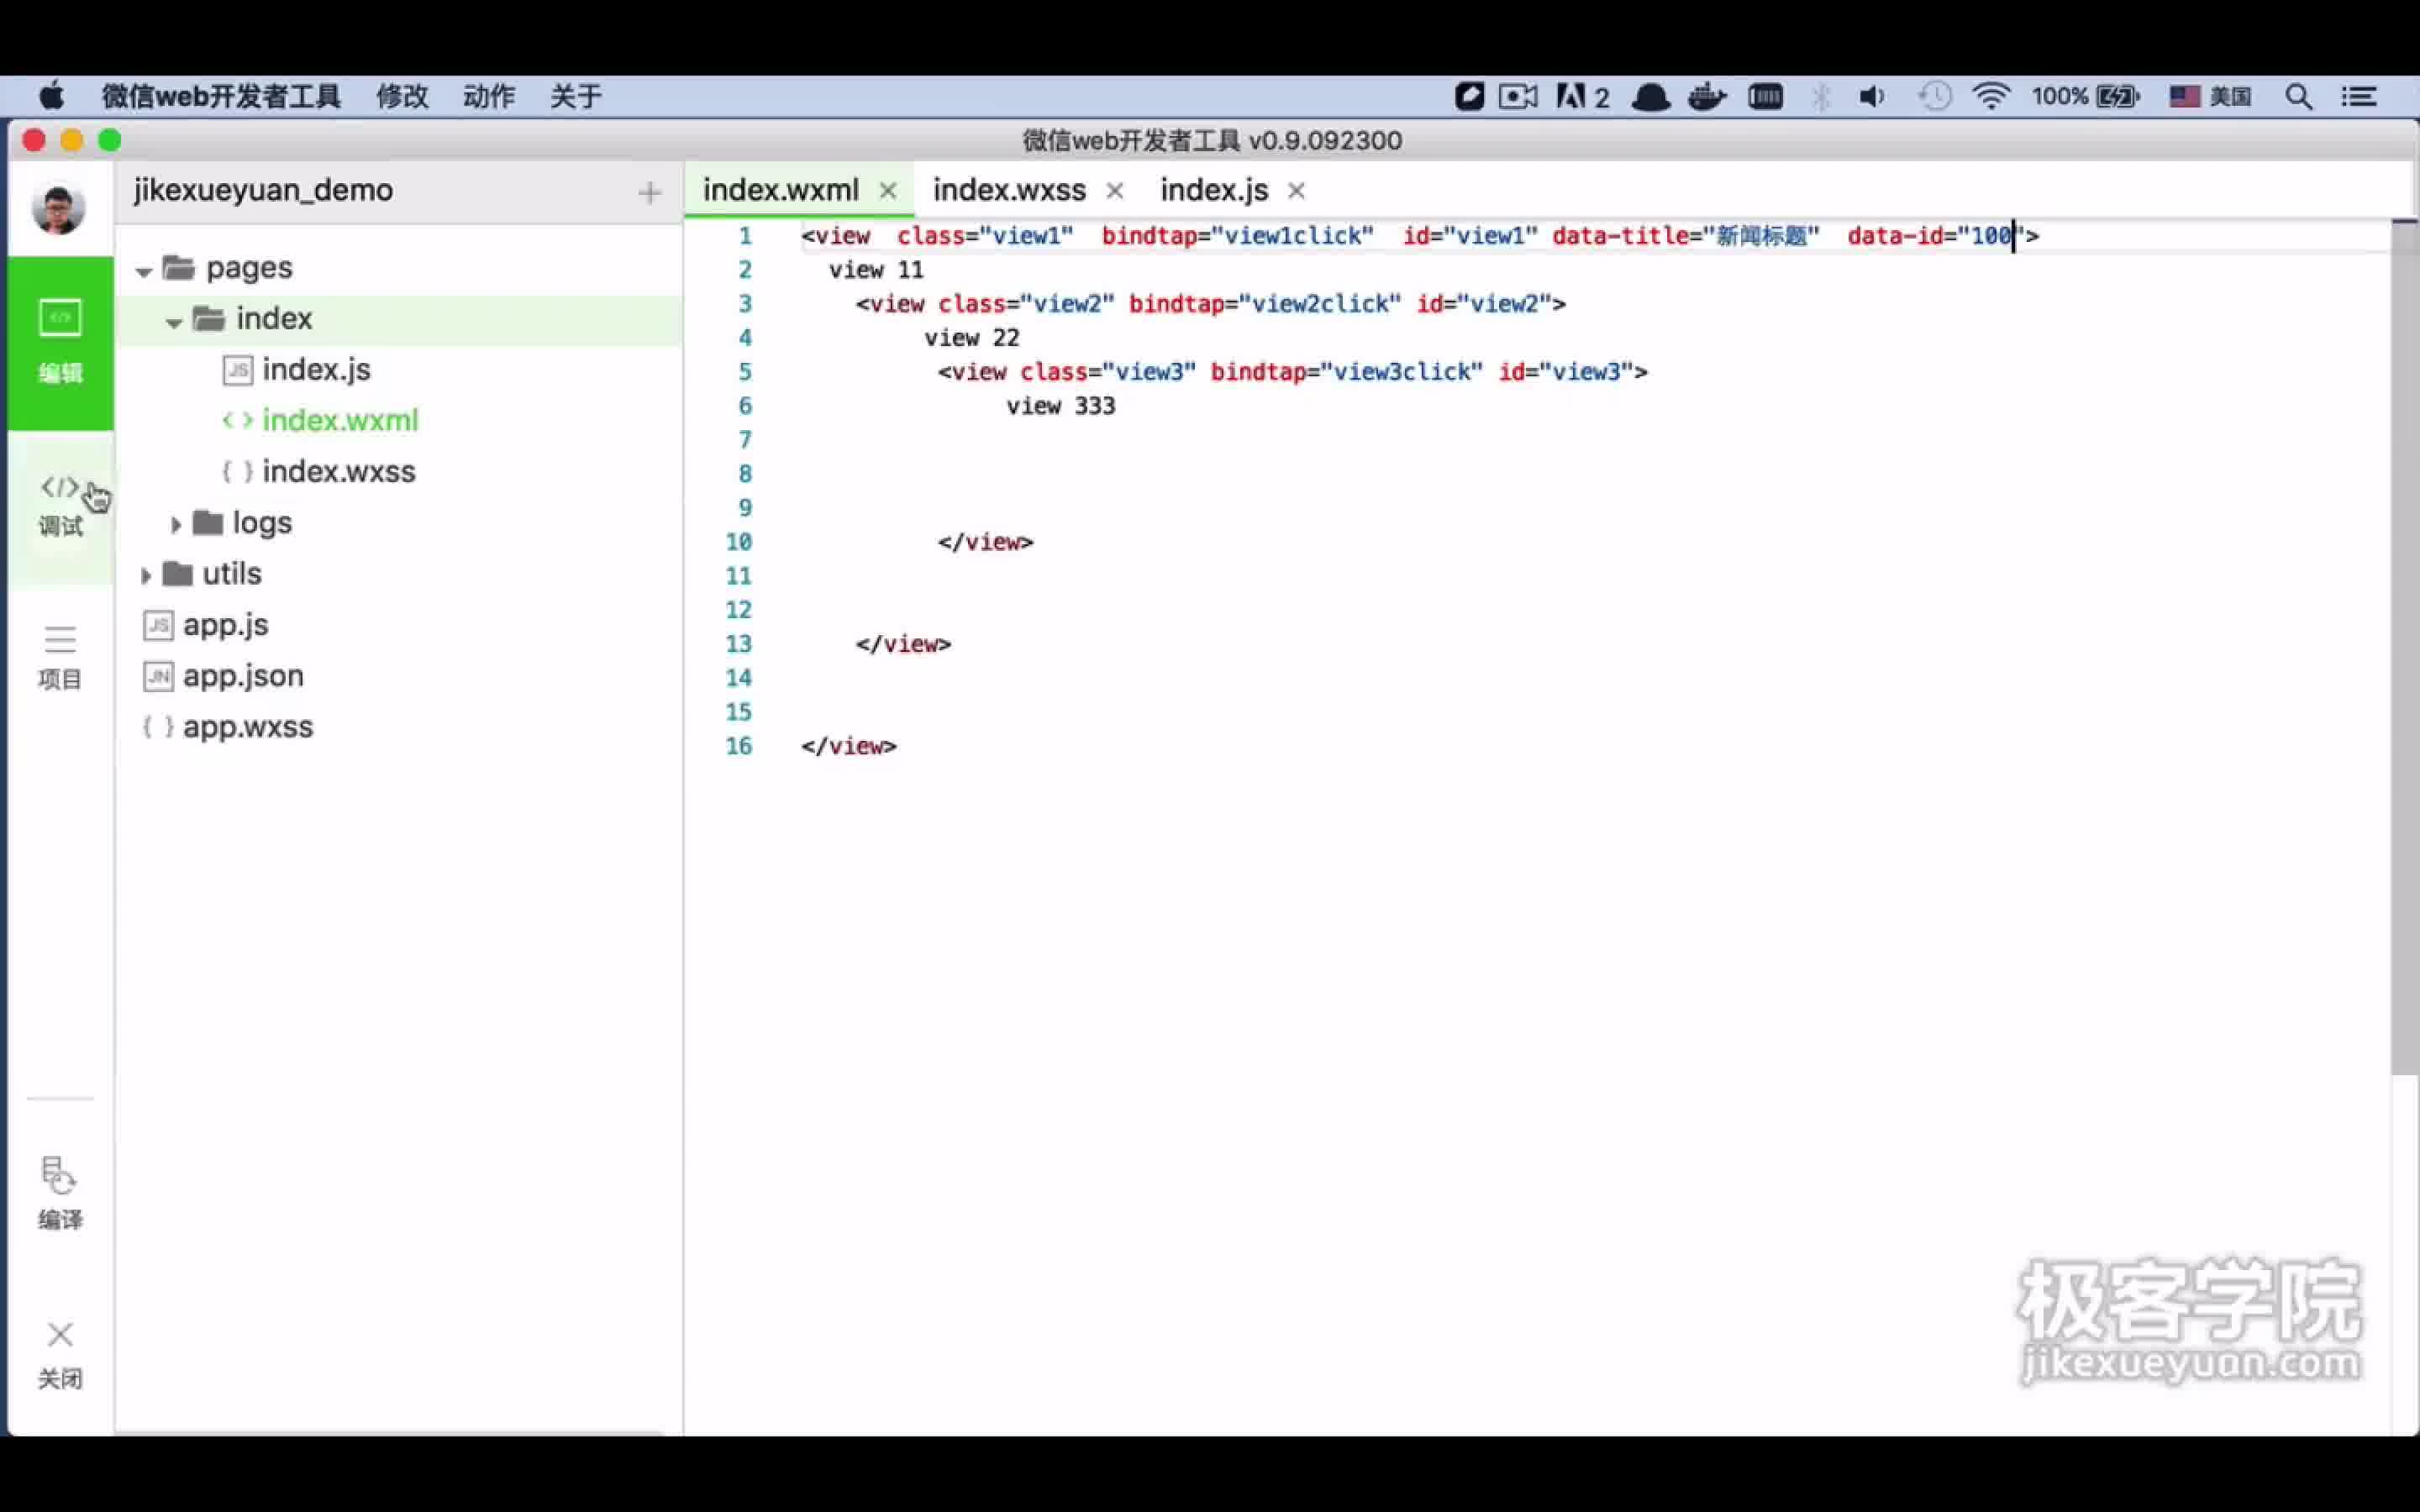 微信web开发者工具 修改 动作 关于 2 100% 美国
微信web开发者工具 v0.9.092300
jikexueyuan_demo
index.wxml index.wxss index.js
编辑
调试
项目
编译
关闭
pages
index
JS index.js
< > index.wxml
{ } index.wxss
logs
utils
JS app.js
JN app.json
{ } app.wxss
1 <view  class="view1"  bindtap="view1click"  id="view1" data-title="新闻标题"  data-id="100">
2 view 11
3 <view class="view2" bindtap="view2click" id="view2">
4 view 22
5 <view class="view3" bindtap="view3click" id="view3">
6 view 333
7
8
9
10 </view>
11
12
13 </view>
14
15
16 </view>
极客学院
jikexueyuan.com